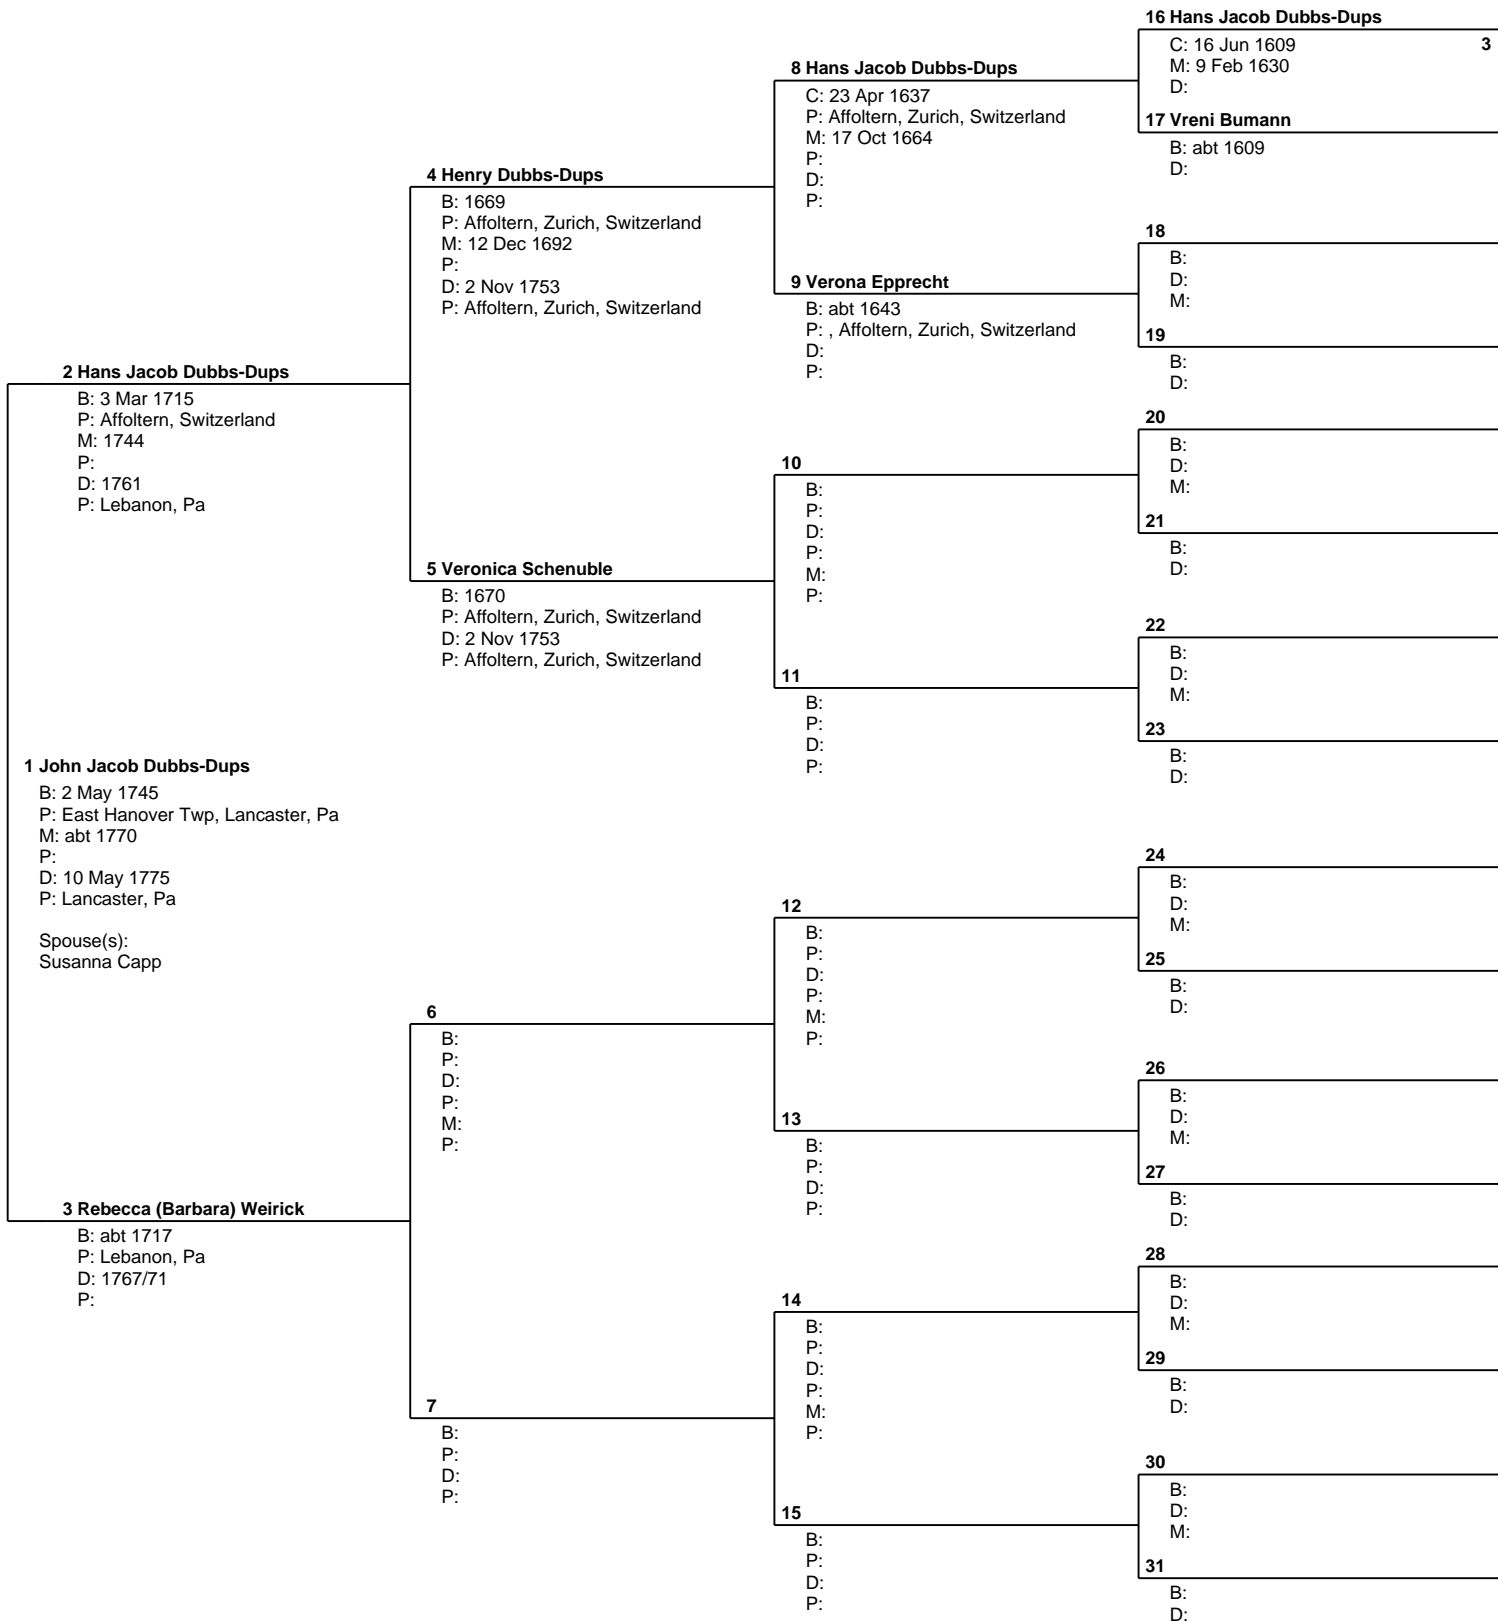 16 Hans Jacob Dubbs-Dups
C: 16 Jun 1609 3
M: 9 Feb 1630
D:
8 Hans Jacob Dubbs-Dups
C: 23 Apr 1637
P: Affoltern, Zurich, Switzerland
M: 17 Oct 1664
P:
D:
P:
17 Vreni Bumann
B: abt 1609
D:
4 Henry Dubbs-Dups
B: 1669
P: Affoltern, Zurich, Switzerland
M: 12 Dec 1692
P:
D: 2 Nov 1753
P: Affoltern, Zurich, Switzerland
18
B:
D:
M:
9 Verona Epprecht
B: abt 1643
P: , Affoltern, Zurich, Switzerland
D:
P:
19
B:
D:
2 Hans Jacob Dubbs-Dups
B: 3 Mar 1715
P: Affoltern, Switzerland
M: 1744
P:
D: 1761
P: Lebanon, Pa
20
B:
D:
M:
10
B:
P:
D:
P:
M:
P:
21
B:
D:
5 Veronica Schenuble
B: 1670
P: Affoltern, Zurich, Switzerland
D: 2 Nov 1753
P: Affoltern, Zurich, Switzerland
22
B:
D:
M:
11
B:
P:
D:
P:
23
B:
D:
1 John Jacob Dubbs-Dups
B: 2 May 1745
P: East Hanover Twp, Lancaster, Pa
M: abt 1770
P:
D: 10 May 1775
P: Lancaster, Pa
Spouse(s):
Susanna Capp
24
B:
D:
M:
12
B:
P:
D:
P:
M:
P:
25
B:
D:
6
B:
P:
D:
P:
M:
P:
26
B:
D:
M:
13
B:
P:
D:
P:
27
B:
D:
3 Rebecca (Barbara) Weirick
B: abt 1717
P: Lebanon, Pa
D: 1767/71
P:
28
B:
D:
M:
14
B:
P:
D:
P:
M:
P:
29
B:
D:
7
B:
P:
D:
P:
30
B:
D:
M:
15
B:
P:
D:
P:
31
B:
D: